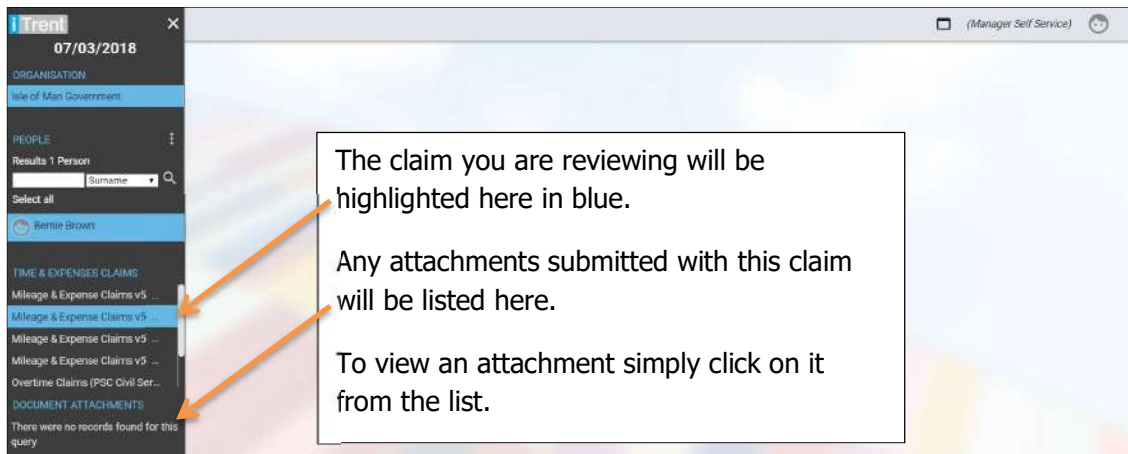 iTrent
(Manager Self Service)
07/03/2018
ORGANISATION
Isle of Man Government
PEOPLE
Results 1 Person
Surname
Select all
Bernie Brown
TIME & EXPENSES CLAIMS
Mileage & Expense Claims v5 ...
Mileage & Expense Claims v5 ...
Mileage & Expense Claims v5 ...
Mileage & Expense Claims v5 ...
Overtime Claims (PSC Civil Ser...
DOCUMENT ATTACHMENTS
There were no records found for this
query
The claim you are reviewing will be
highlighted here in blue.
Any attachments submitted with this claim
will be listed here.
To view an attachment simply click on it
from the list.